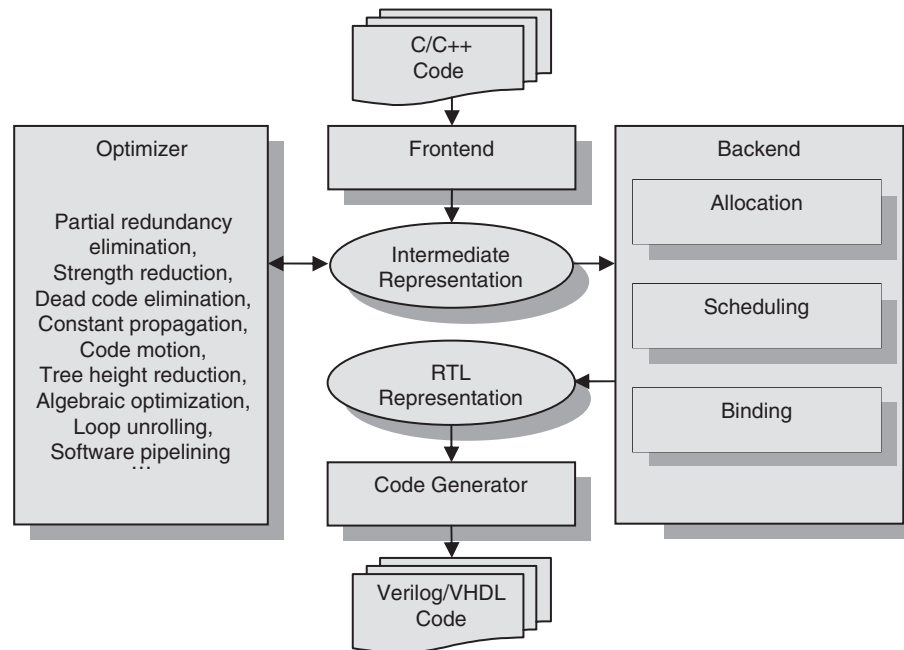 C/C++
Code
Optimizer
Partial redundancy
elimination,
Strength reduction,
Dead code elimination,
Constant propagation,
Code motion,
Tree height reduction,
Algebraic optimization,
Loop unrolling,
Software pipelining
...
Frontend
Intermediate
Representation
RTL
Representation
Code Generator
Verilog/VHDL
Code
Backend
Allocation
Scheduling
Binding